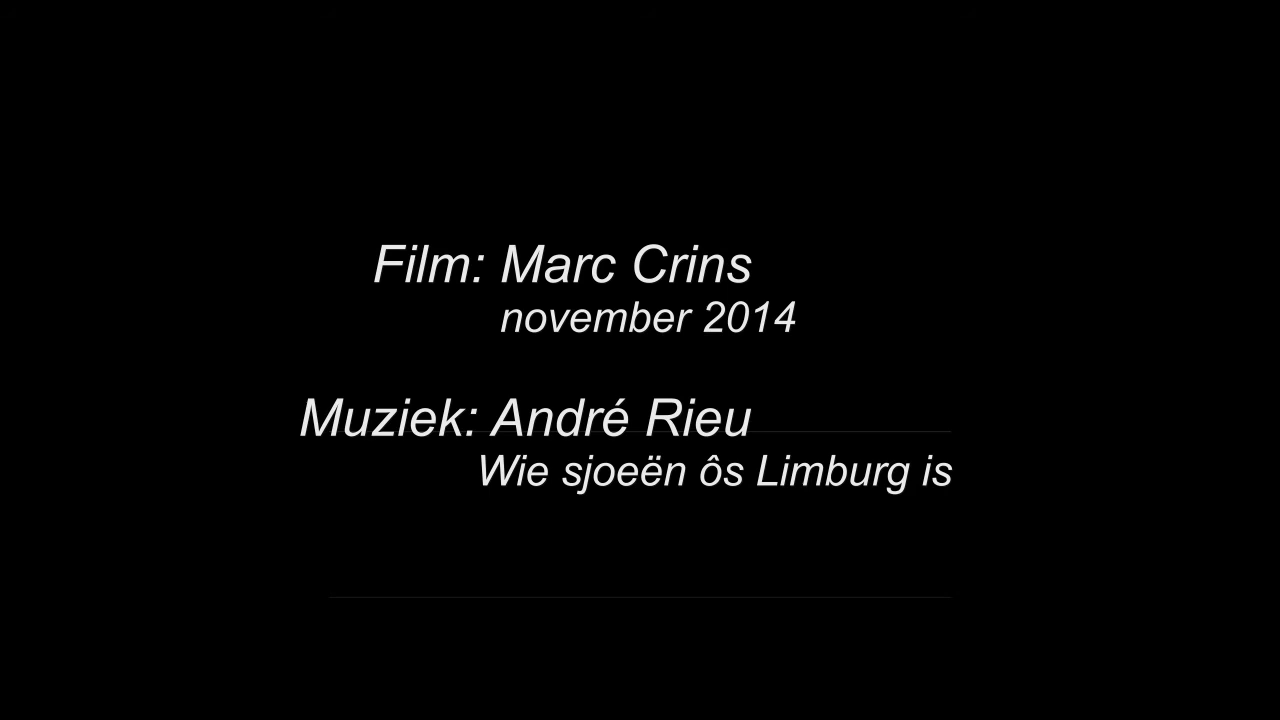 Film: Marc Crins
november 2014
Muziek: André Rieu
Wie sjoeën ôs Limburg is